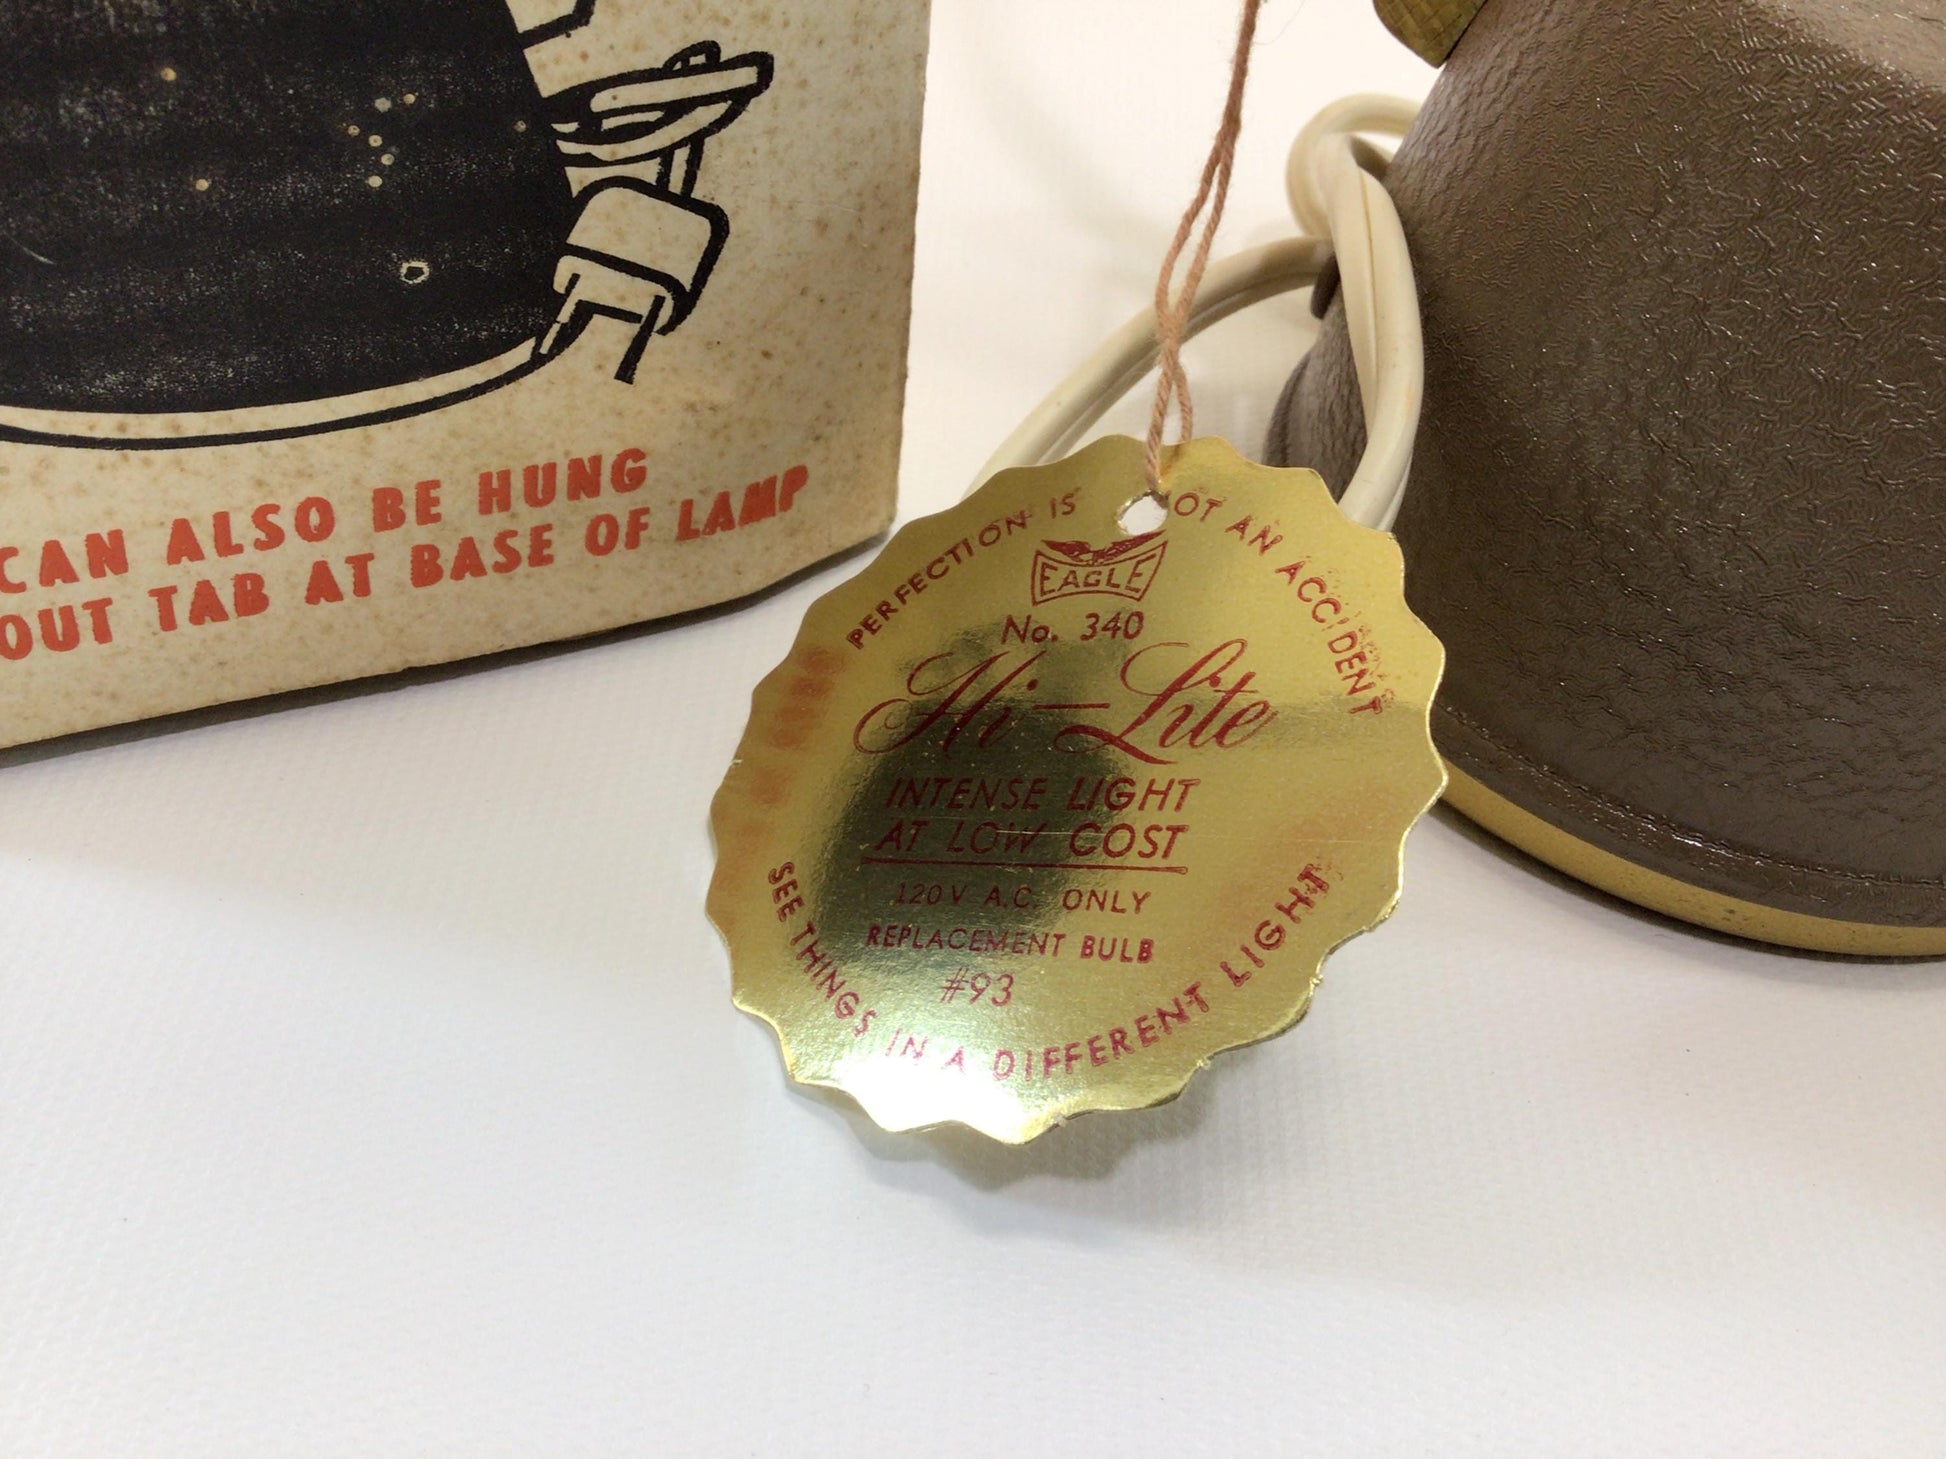 CAN ALSO BE HUNG
OUT TAB AT BASE OF LAMP
PERFECTION IS NOT AN ACCIDENT
EAGLE
No. 340
Hi-Lite
INTENSE LIGHT
AT LOW COST
120V A.C. ONLY
REPLACEMENT BULB
#93
SEE THINGS IN A DIFFERENT LIGHT